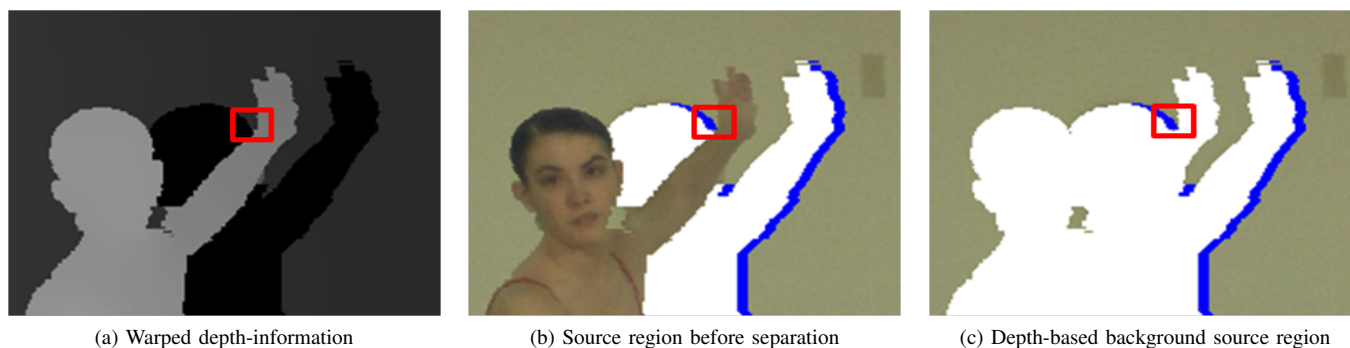 (a) Warped depth-information
(b) Source region before separation
(c) Depth-based background source region